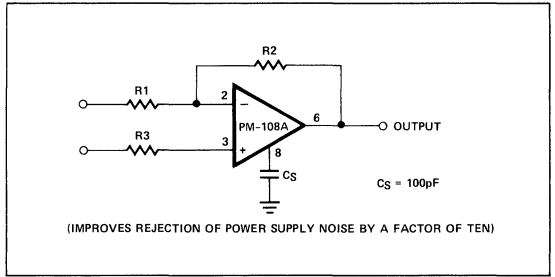 R2
R1
2
−
6
PM-108A
OUTPUT
R3
3
+
8
CS
CS = 100pF
(IMPROVES REJECTION OF POWER SUPPLY NOISE BY A FACTOR OF TEN)